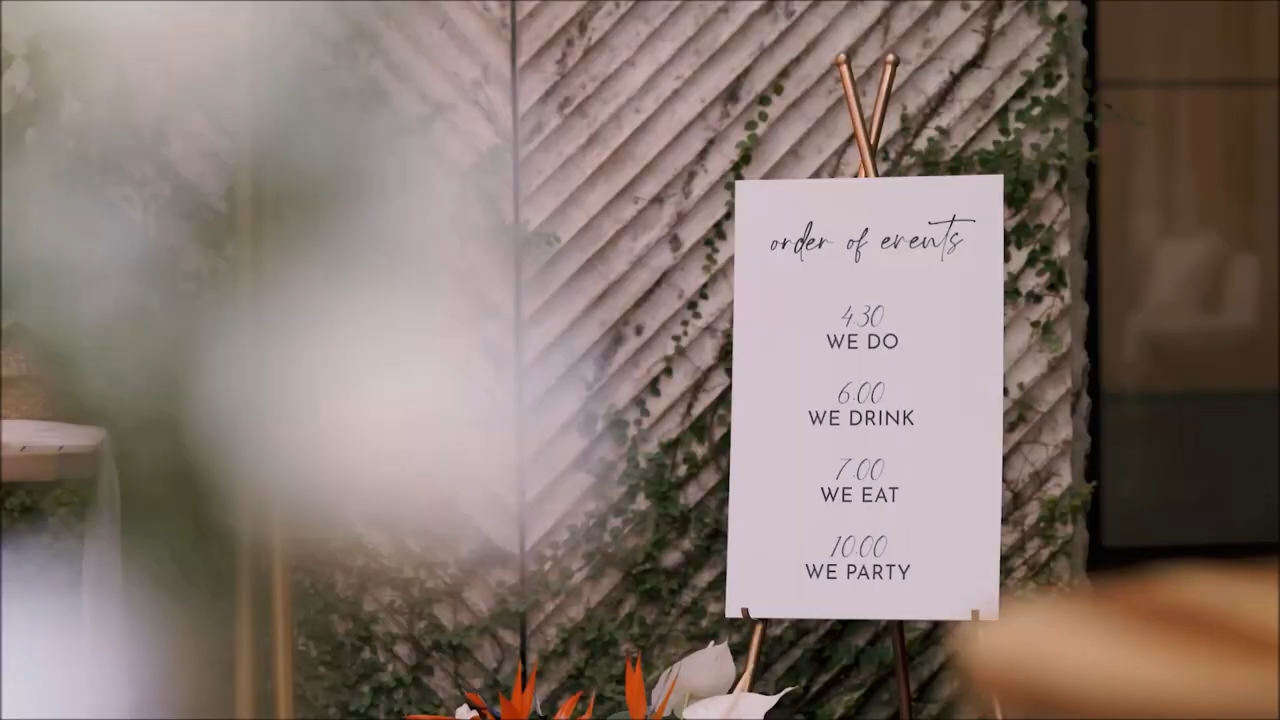 order of events
4.30
WE DO
6.00
WE DRINK
7.00
WE EAT
10.00
WE PARTY